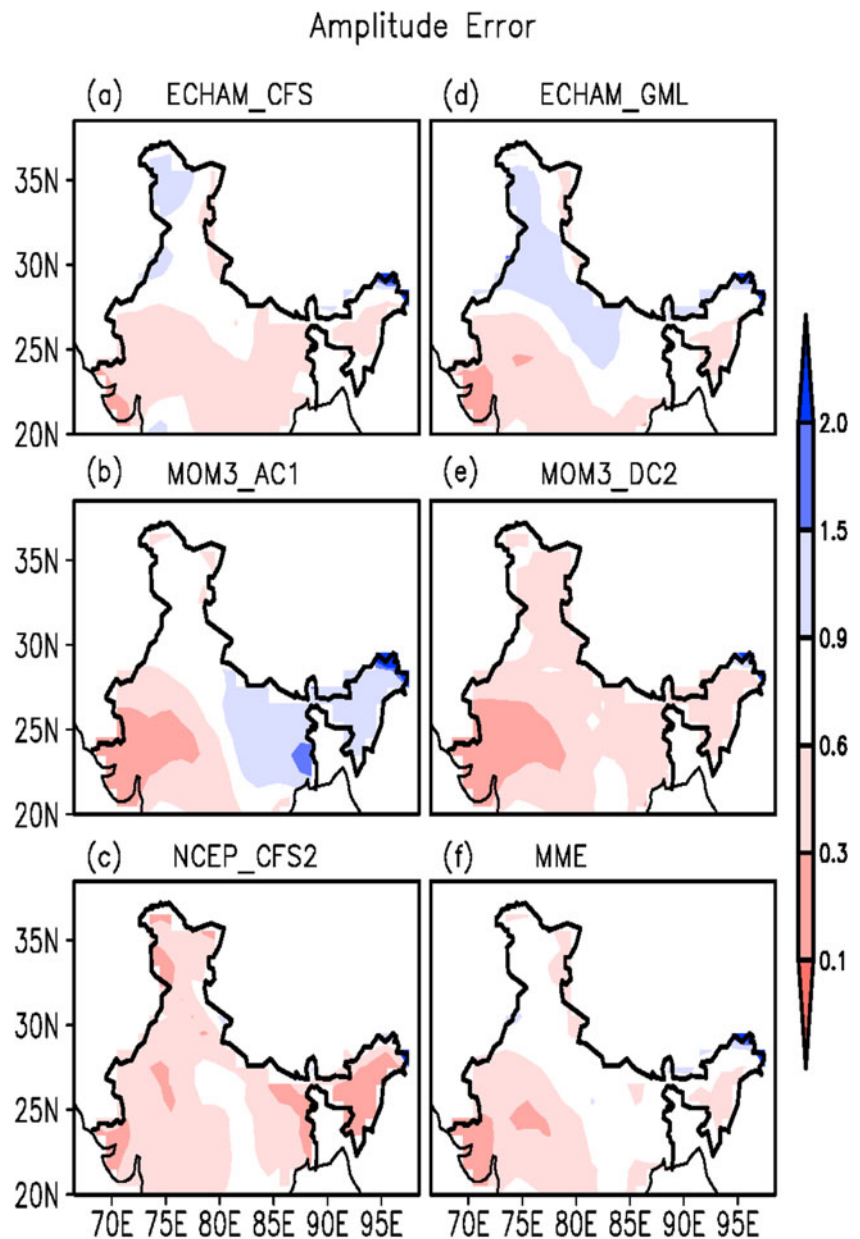 Amplitude Error
(a) ECHAM_CFS
(d) ECHAM_GML
35N
30N
25N
20N
(b) MOM3_AC1
(e) MOM3_DC2
35N
30N
25N
20N
(c) NCEP_CFS2
(f) MME
35N
30N
25N
20N
70E 75E 80E 85E 90E 95E
70E 75E 80E 85E 90E 95E
2.0
1.5
0.9
0.6
0.3
0.1